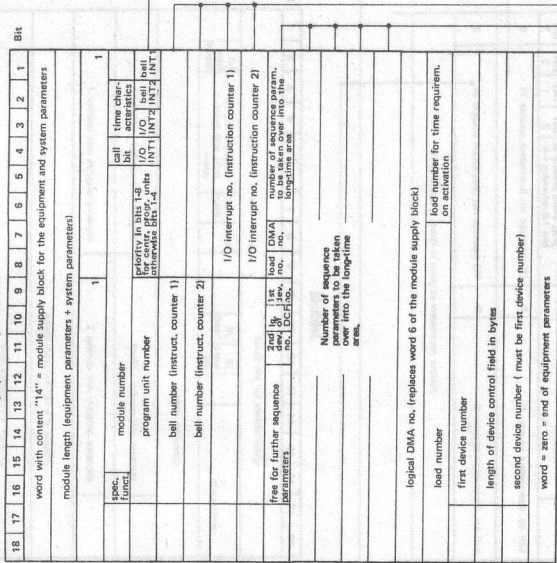 Bit
18 17 16 15 14 13 12 11 10 9 8 7 6 5 4 3 2 1
word with content "14" = module supply block for the equipment and system parameters
module length (equipment parameters + system parameters)
1 1
spec. funct.
module number
call bit
time characteristics
program unit number
priority in bits 1-8
for centr. progr. units
otherwise bits 1-4
I/O INT1
I/O INT2
bell INT2
bell INT1
bell number (instruct. counter 1)
bell number (instruct. counter 2)
I/O interrupt no. (instruction counter 1)
I/O interrupt no. (instruction counter 2)
free for further sequence
parameters
2nd dev. no.
lg. of DCF
1st dev. no.
load no.
DMA no.
number of sequence param.
to be taken over into the
long-time area
Number of sequence
parameters to be taken
over into the long-time
area.
logical DMA no. (replaces word 6 of the module supply block)
load number
load number for time requirem.
on activation
first device number
length of device control field in bytes
second device number ( must be first device number)
word = zero = end of equipment parameters